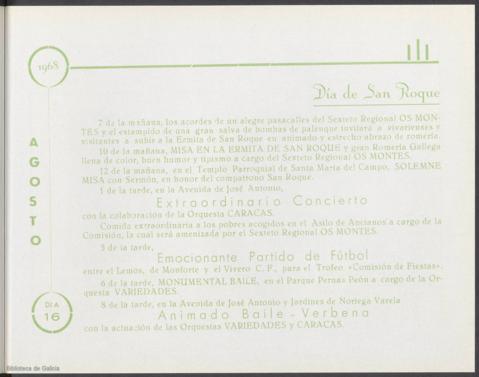 1968
Día de San Roque
7 de la mañana, los acordes de un alegre pasacalles del Sexteto Regional OS MON-
TES y el estampido de una gran salva de bombas de palenque invitará a vivarienses y
visitantes a subir a la Ermita de San Roque en animado y estrecho abrazo de romería.
10 de la mañana, MISA EN LA ERMITA DE SAN ROQUE y gran Romería Gallega
llena de color, buen humor y tipismo a cargo del Sexteto Regional OS MONTES.
12 de la mañana, en el Templo Parroquial de Santa María del Campo, SOLEMNE
MISA con Sermón, en honor del compatrono San Roque.
1 de la tarde, en la Avenida de José Antonio,
Extraordinario Concierto
con la colaboración de la Orquesta CARACAS.
Comida extraordinaria a los pobres acogidos en el Asilo de Ancianos a cargo de la
Comisión, la cual será amenizada por el Sexteto Regional OS MONTES.
5 de la tarde,
Emocionante Partido de Fútbol
entre el Lemos, de Monforte y el Vivero C. F., para el Trofeo «Comisión de Fiestas».
6 de la tarde, MONUMENTAL BAILE, en el Parque Pernas Peón a cargo de la Or-
questa VARIEDADES.
8 de la tarde, en la Avenida de José Antonio y Jardines de Noriega Varela
Animado Baile - Verbena
con la actuación de las Orquestas VARIEDADES y CARACAS.
AGOSTO
DIA
16
Biblioteca de Galicia